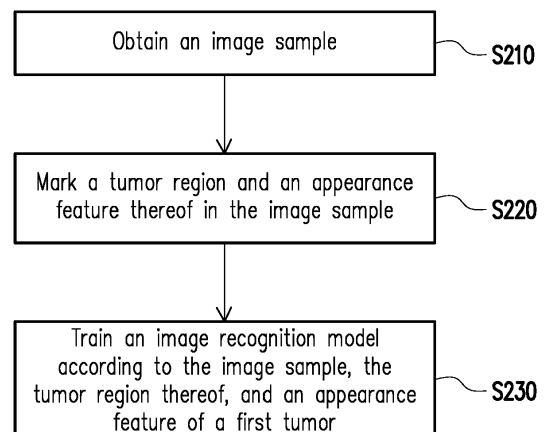 Obtain an image sample
S210
Mark a tumor region and an appearance
feature thereof in the image sample
S220
Train an image recognition model
according to the image sample, the
tumor region thereof, and an appearance
feature of a first tumor
S230